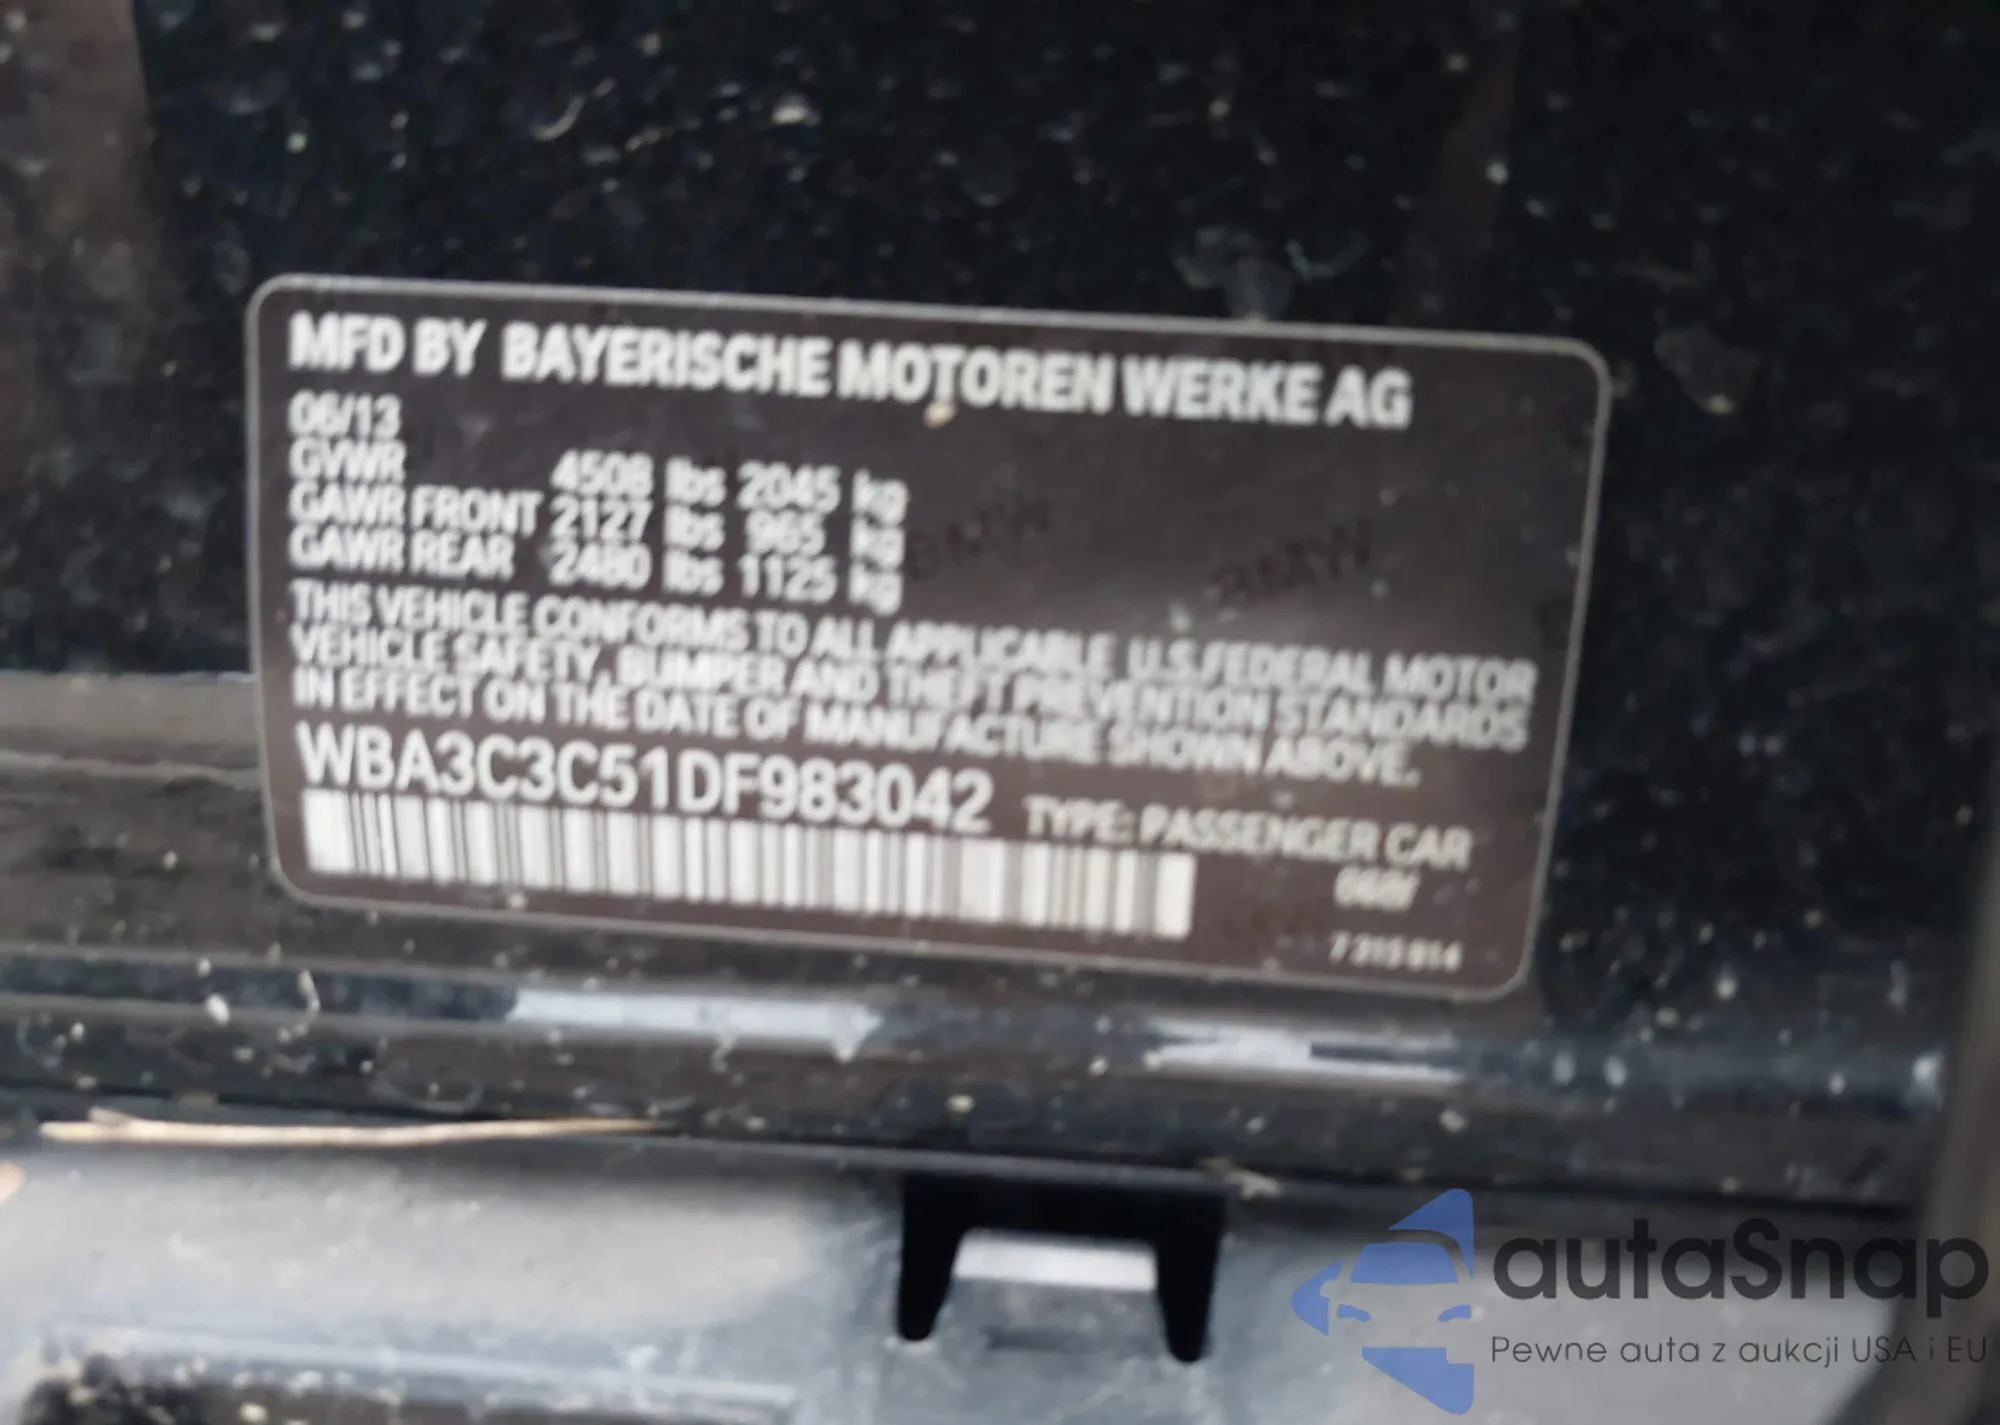 MFD BY BAYERISCHE MOTOREN WERKE AG
06/13
GVWR 4508 lbs 2045 kg
GAWR FRONT 2127 lbs 965 kg
GAWR REAR 2480 lbs 1125 kg
BMW BMW
THIS VEHICLE CONFORMS TO ALL APPLICABLE U.S.FEDERAL MOTOR
VEHICLE SAFETY, BUMPER AND THEFT PREVENTION STANDARDS
IN EFFECT ON THE DATE OF MANUFACTURE SHOWN ABOVE.
WBA3C3C51DF983042 TYPE: PASSENGER CAR
autaSnap
Pewne auta z aukcji USA i EU